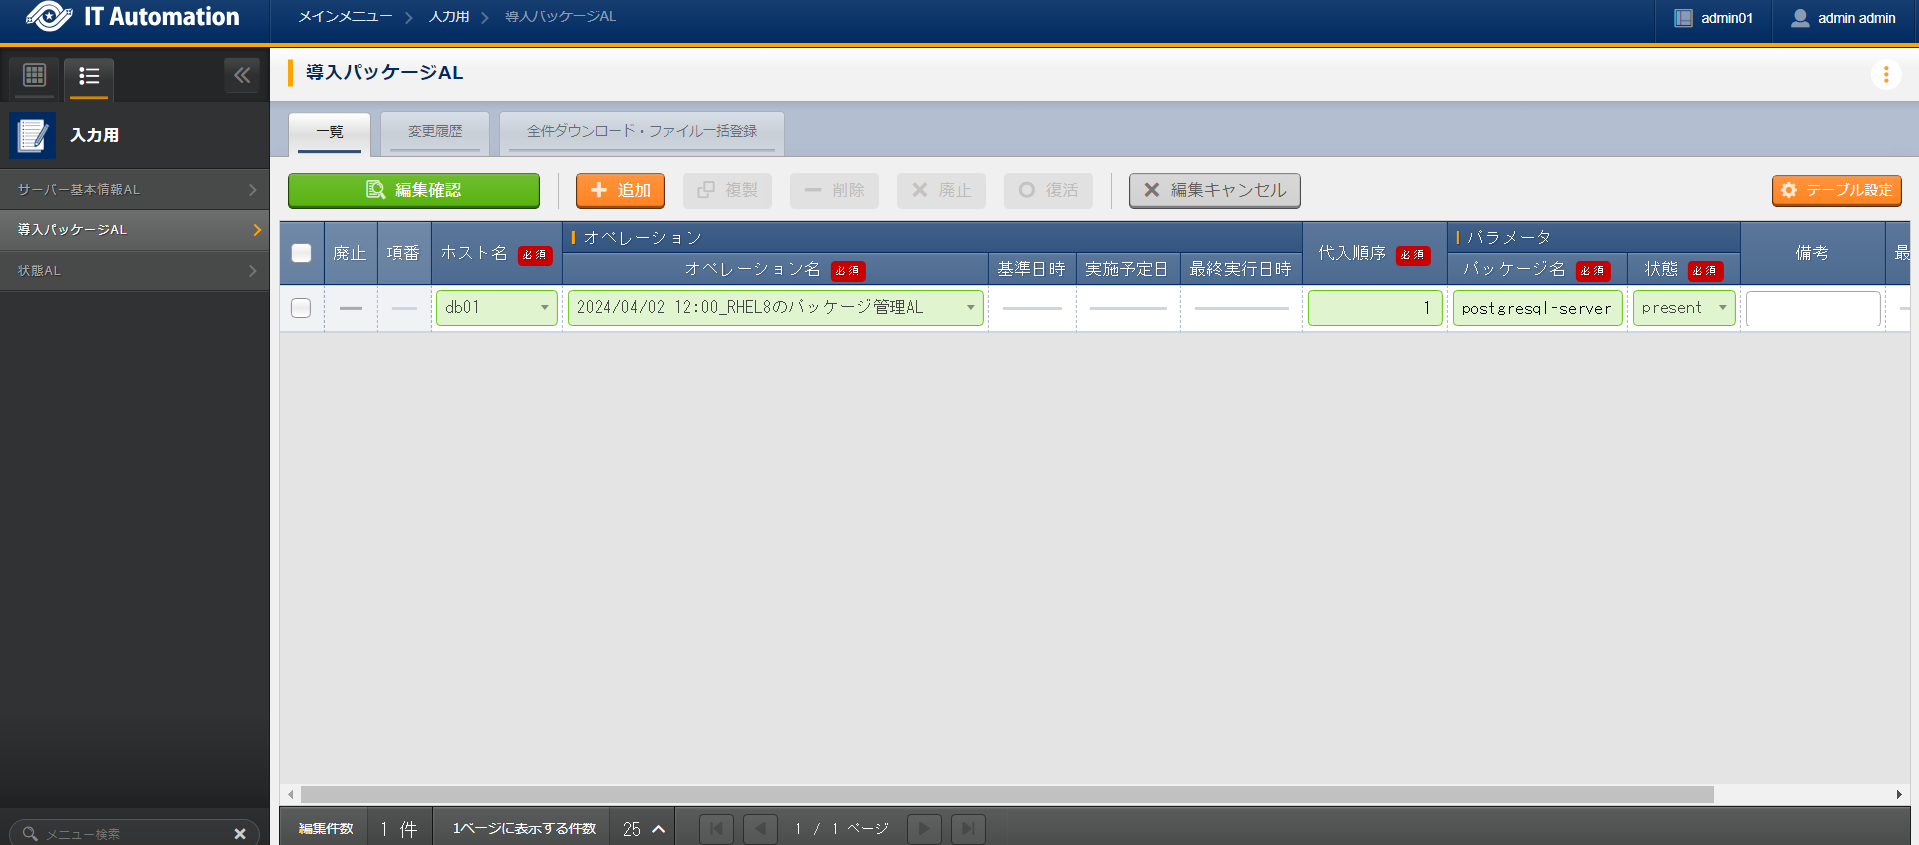 IT Automation
メインメニュー 入力用 導入パッケージAL
admin01 admin admin
入力用
サーバー基本情報AL
導入パッケージAL
状態AL
メニュー検索
導入パッケージAL
一覧 変更履歴 全件ダウンロード・ファイル一括登録
編集確認 追加 複製 削除 廃止 復活 編集キャンセル テーブル設定
廃止 項番 ホスト名 必須 オペレーション 代入順序 必須 パラメータ 備考 最
オペレーション名 必須 基準日時 実施予定日 最終実行日時 パッケージ名 必須 状態 必須
db01 2024/04/02 12:00_RHEL8のパッケージ管理AL 1 postgresql-server present
編集件数 1 件 1ページに表示する件数 25 1 / 1 ページ